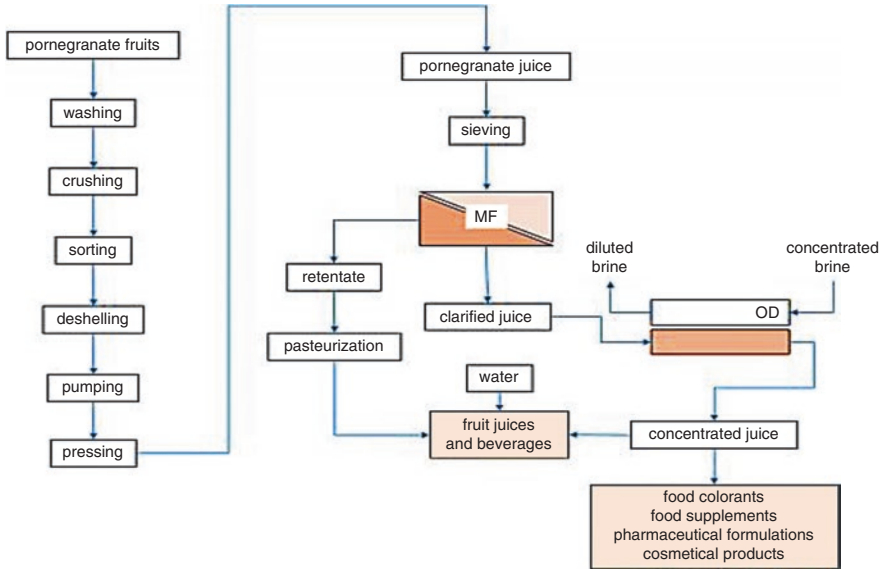 pornegranate fruits
washing
crushing
sorting
deshelling
pumping
pressing
pornegranate juice
sieving
MF
retentate
pasteurization
clarified juice
diluted
brine
concentrated
brine
OD
water
fruit juices
and beverages
concentrated juice
food colorants
food supplements
pharmaceutical formulations
cosmetical products